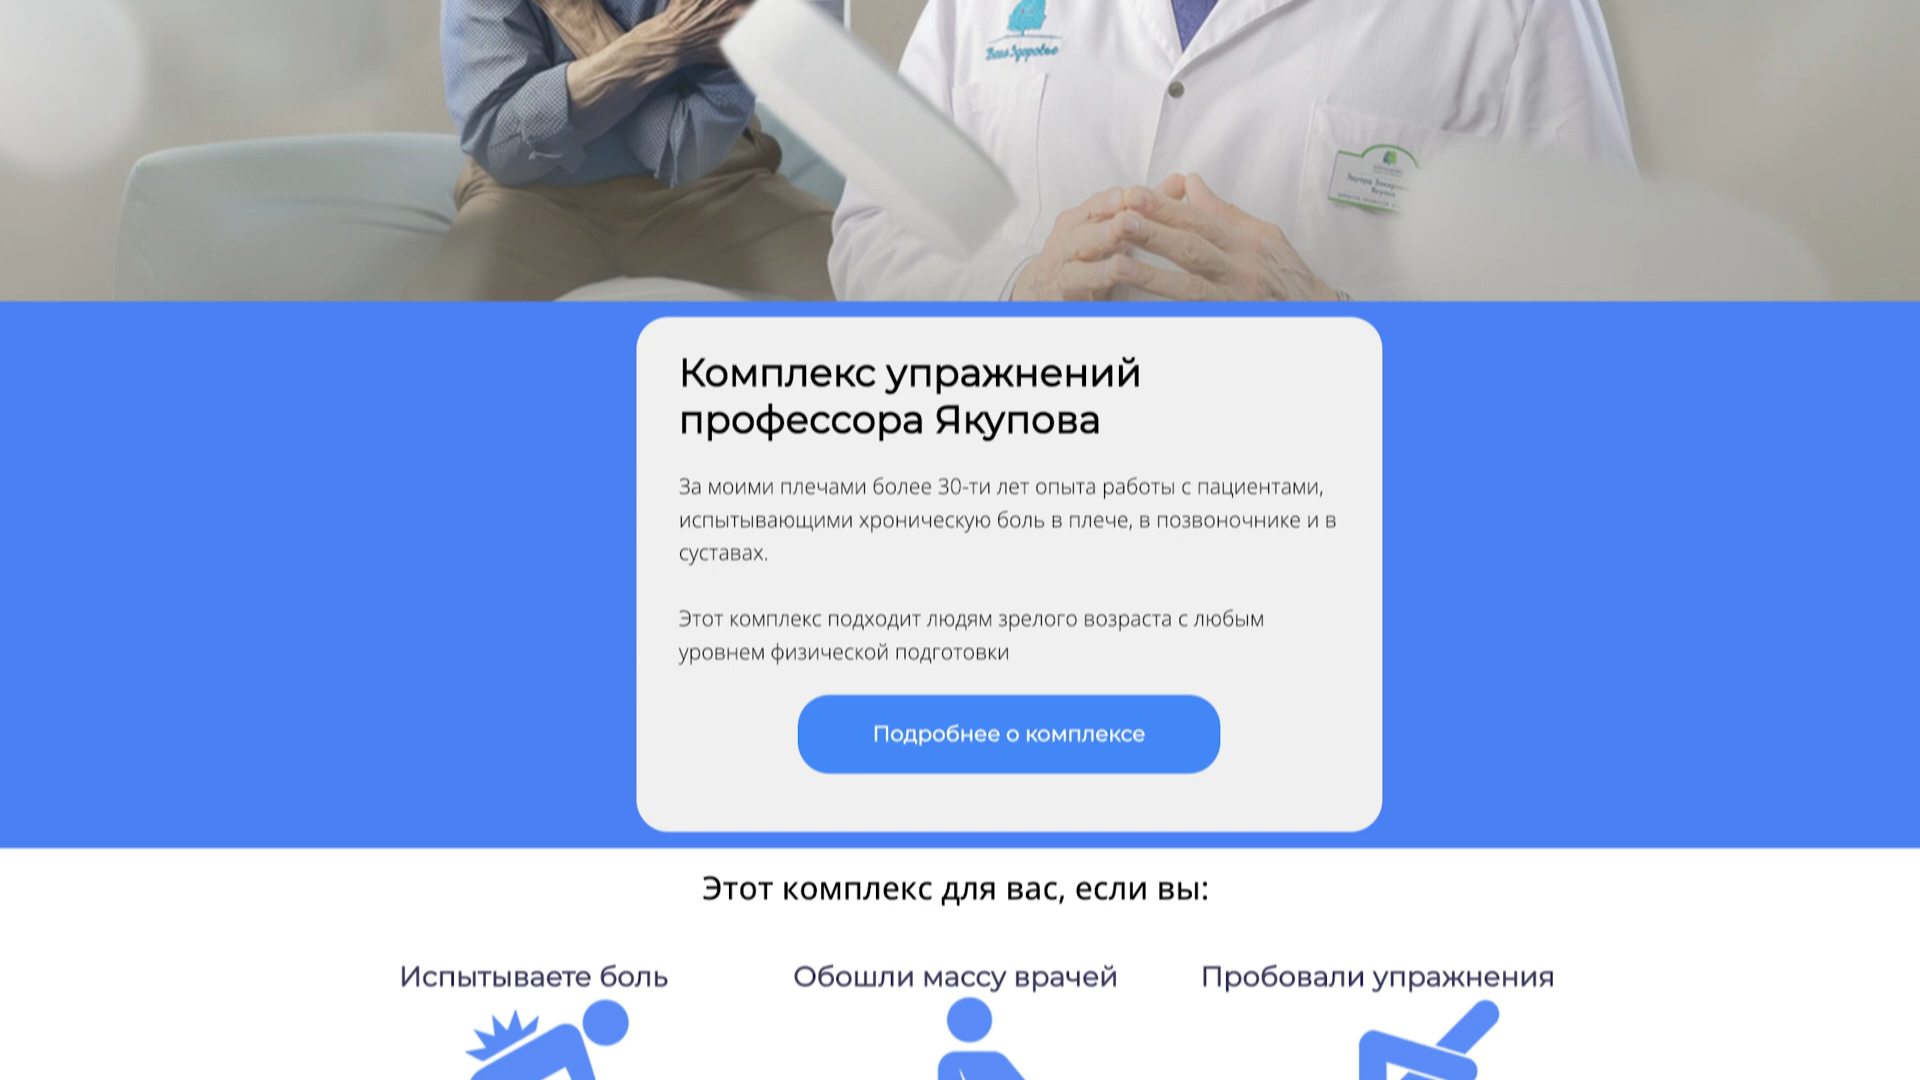 Ваше Здоровье
Комплекс упражнений
профессора Якупова
За моими плечами более 30-ти лет опыта работы с пациентами,
испытывающими хроническую боль в плече, в позвоночнике и в
суставах.
Этот комплекс подходит людям зрелого возраста с любым
уровнем физической подготовки
Подробнее о комплексе
Этот комплекс для вас, если вы:
Испытываете боль
Обошли массу врачей
Пробовали упражнения